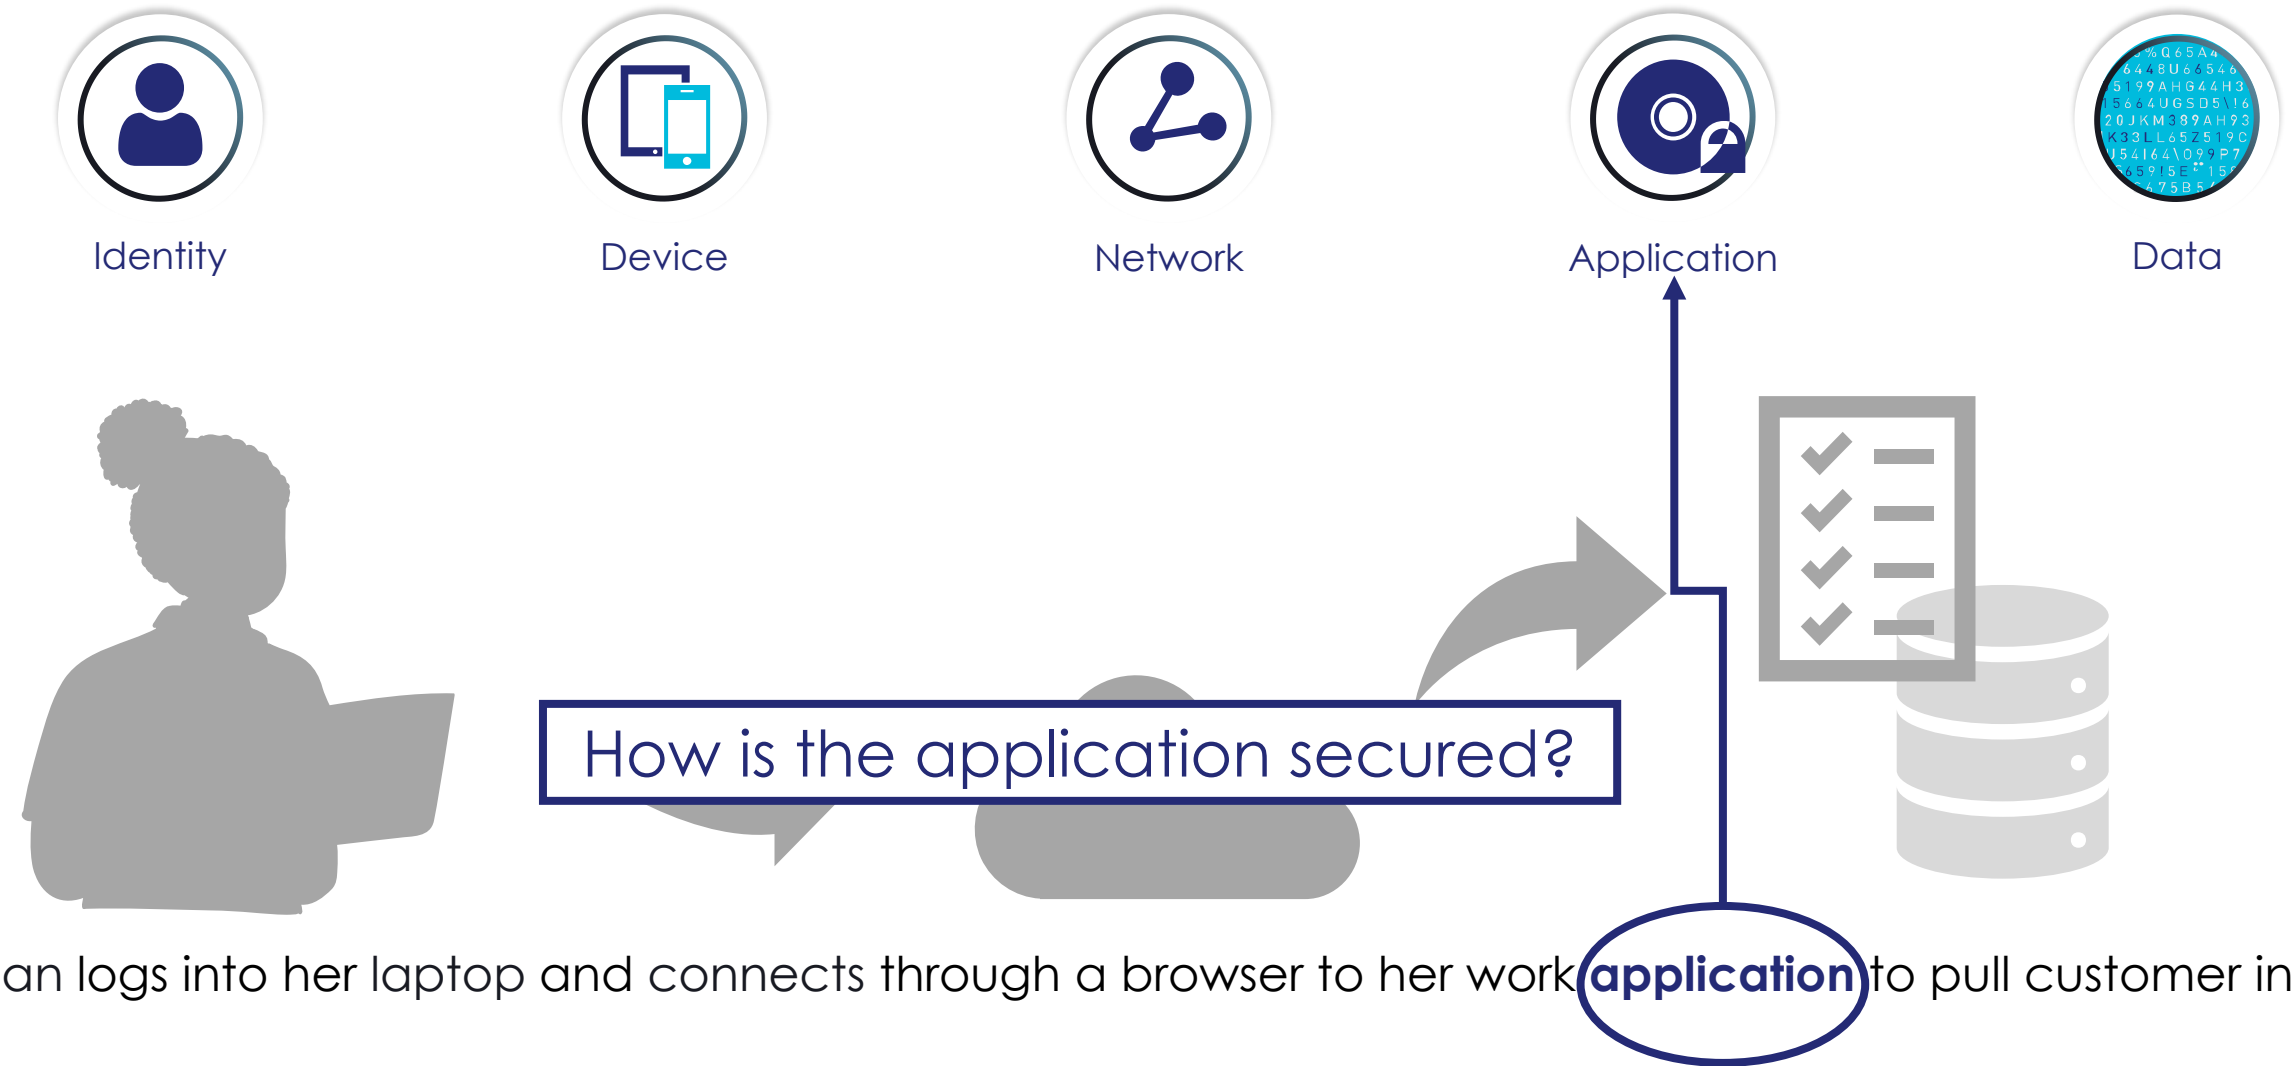 Identity
Device
Network
Application
Data
How is the application secured?
an logs into her laptop and connects through a browser to her work application to pull customer in